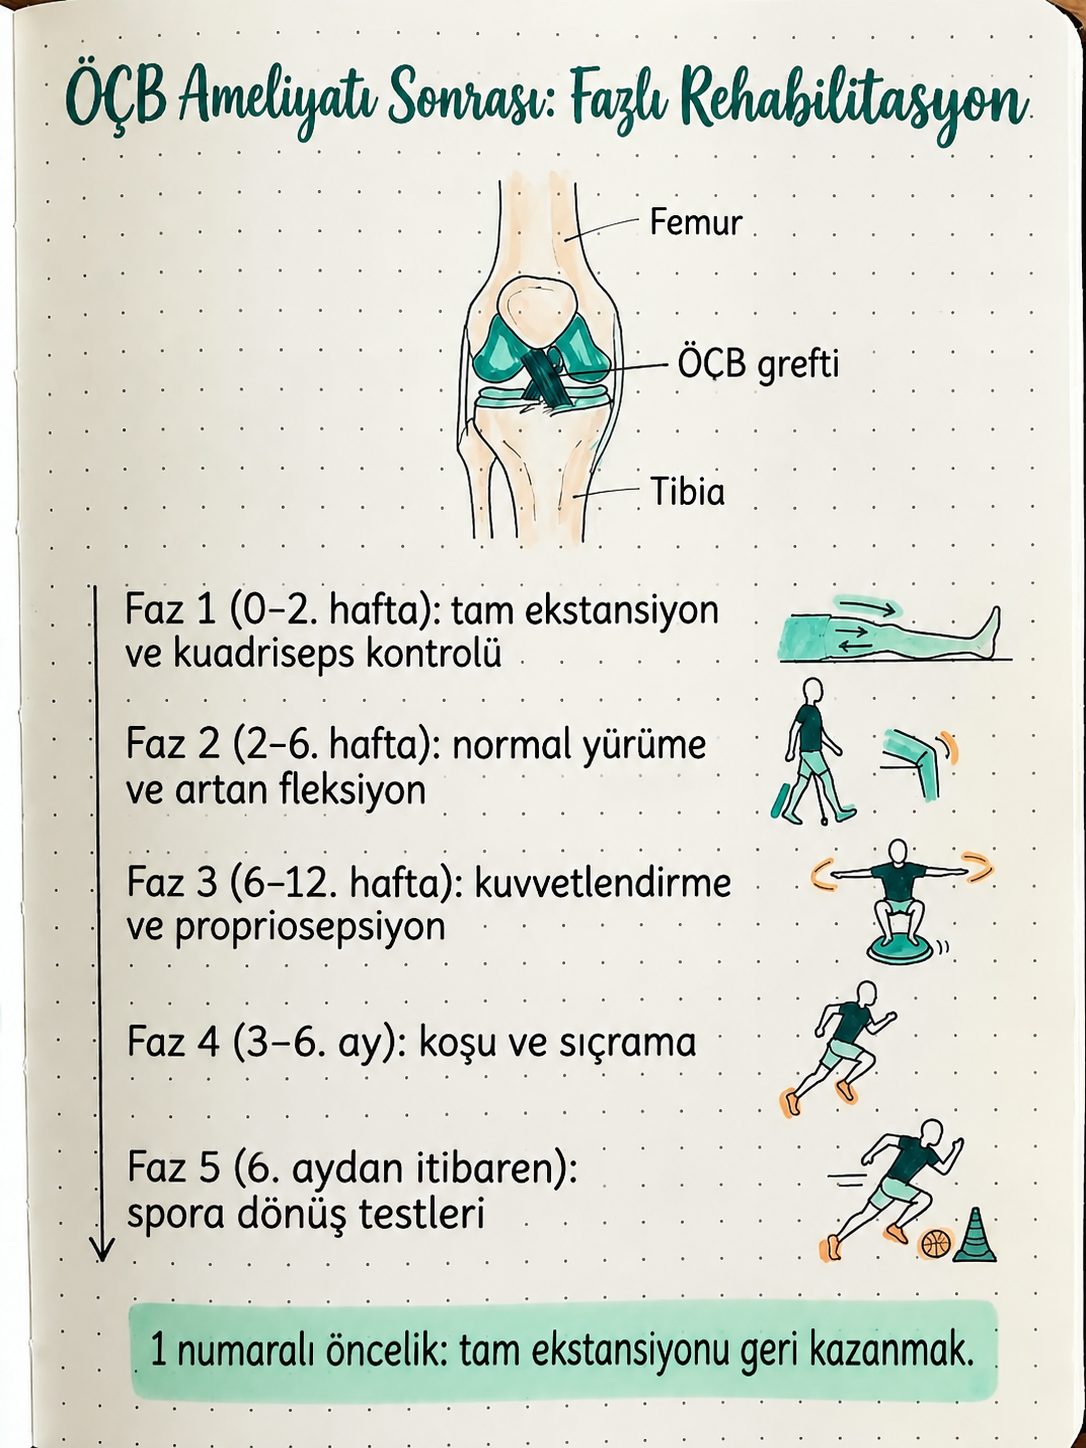 ÖÇB Ameliyatı Sonrası: Fazlı Rehabilitasyon
Femur
ÖÇB grefti
Tibia
Faz 1 (0–2. hafta): tam ekstansiyon
ve kuadriseps kontrolü
Faz 2 (2–6. hafta): normal yürüme
ve artan fleksiyon
Faz 3 (6–12. hafta): kuvvetlendirme
ve propriosepsiyon
Faz 4 (3–6. ay): koşu ve sıçrama
Faz 5 (6. aydan itibaren):
spora dönüş testleri
1 numaralı öncelik: tam ekstansiyonu geri kazanmak.